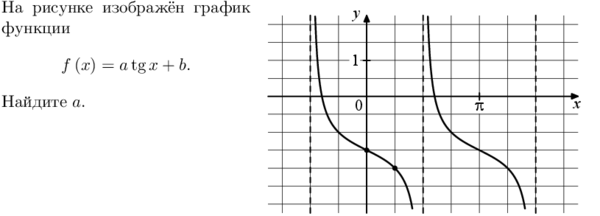 На рисунке изображён график
функции
f (x) = a tg x + b.
Найдите a.
y
1
0
π
x